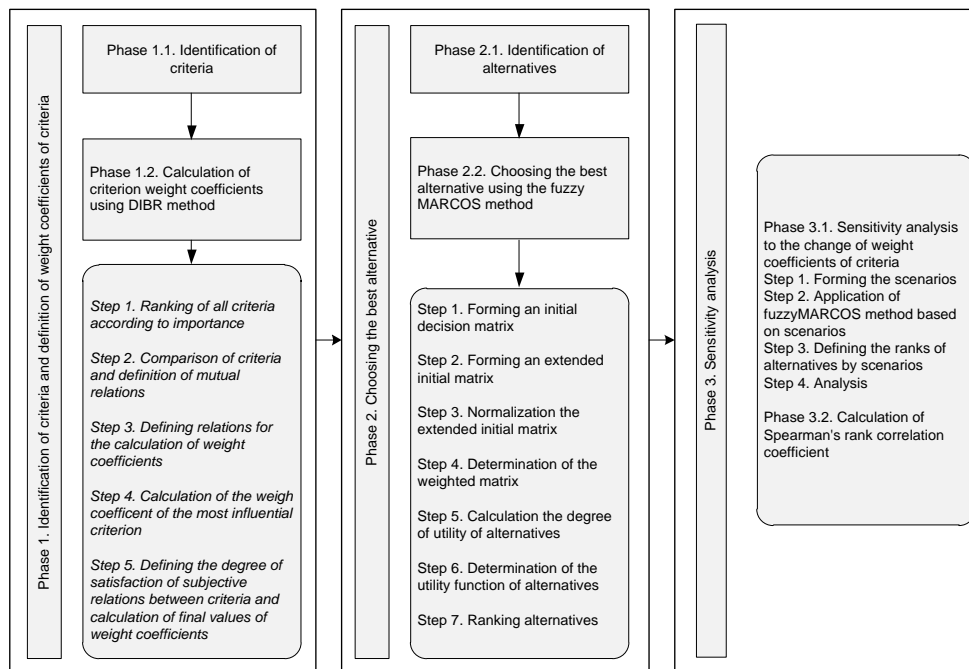 Phase 1. Identification of criteria and definition of weight coefficients of criteria
Phase 1.1. Identification of
criteria
Phase 1.2. Calculation of
criterion weight coefficients
using DIBR method
Step 1. Ranking of all criteria
according to importance
Step 2. Comparison of criteria
and definition of mutual
relations
Step 3. Defining relations for
the calculation of weight
coefficients
Step 4. Calculation of the weigh
coefficent of the most influential
criterion
Step 5. Defining the degree of
satisfaction of subjective
relations between criteria and
calculation of final values of
weight coefficients
Phase 2. Choosing the best alternative
Phase 2.1. Identification of
alternatives
Phase 2.2. Choosing the best
alternative using the fuzzy
MARCOS method
Step 1. Forming an initial
decision matrix
Step 2. Forming an extended
initial matrix
Step 3. Normalization the
extended initial matrix
Step 4. Determination of the
weighted matrix
Step 5. Calculation the degree
of utility of alternatives
Step 6. Determination of the
utility function of alternatives
Step 7. Ranking alternatives
Phase 3. Sensitivity analysis
Phase 3.1. Sensitivity analysis
to the change of weight
coefficients of criteria
Step 1. Forming the scenarios
Step 2. Application of
fuzzyMARCOS method based
on scenarios
Step 3. Defining the ranks of
alternatives by scenarios
Step 4. Analysis
Phase 3.2. Calculation of
Spearman's rank correlation
coefficient